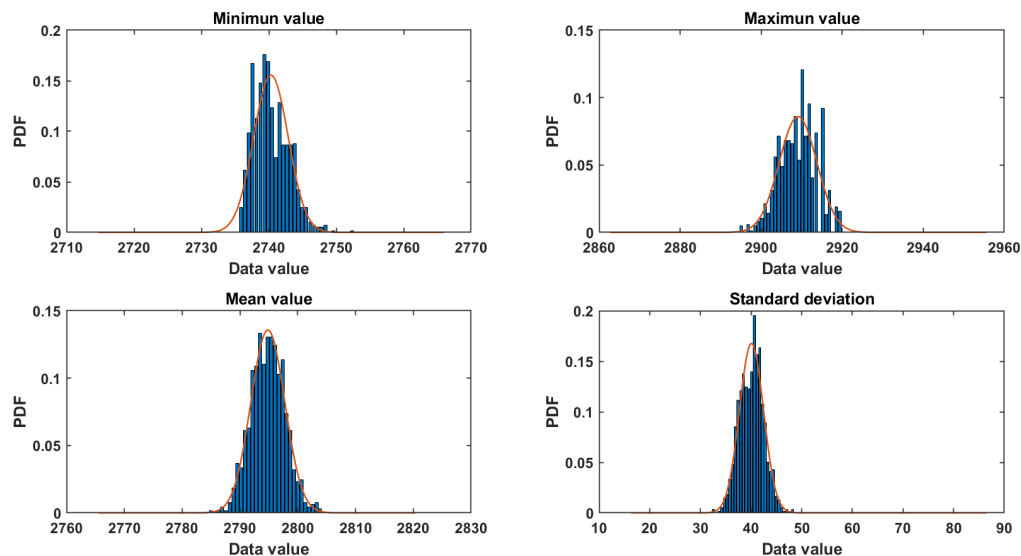 Minimun value
0.2
0.15
0.1
0.05
0
PDF
2710 2720 2730 2740 2750 2760 2770
Data value
Maximun value
0.15
0.1
0.05
0
PDF
2860 2880 2900 2920 2940 2960
Data value
Mean value
0.15
0.1
0.05
0
PDF
2760 2770 2780 2790 2800 2810 2820 2830
Data value
Standard deviation
0.2
0.15
0.1
0.05
0
PDF
10 20 30 40 50 60 70 80 90
Data value